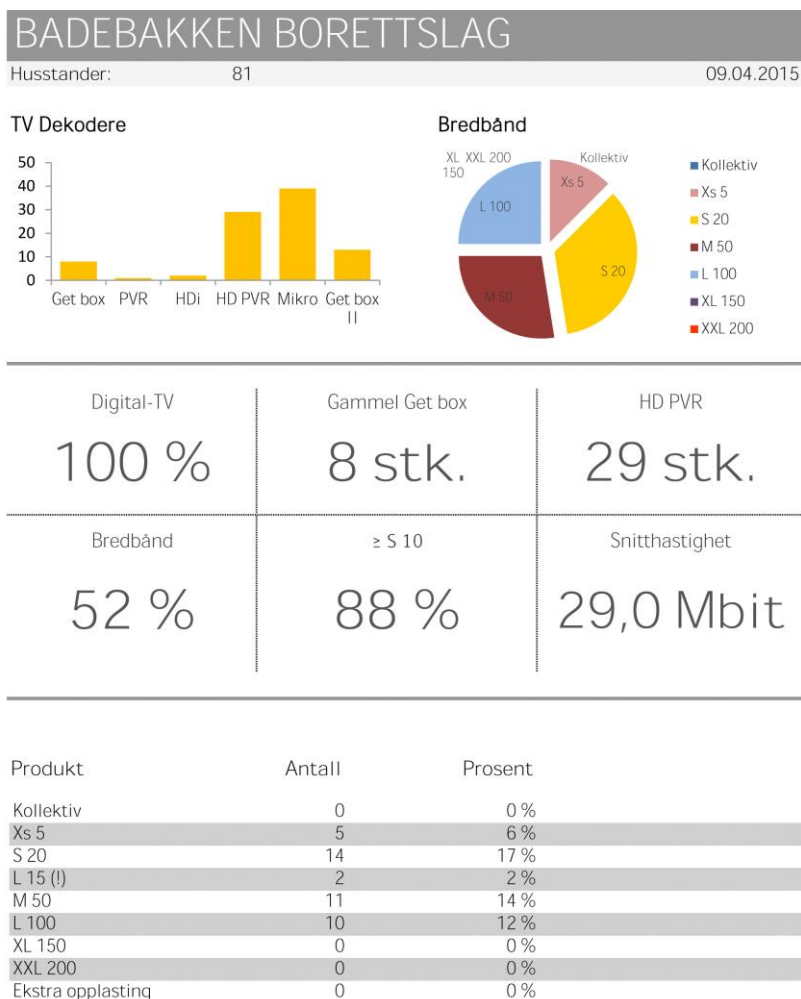 BADEBAKKEN BORETTSLAG
Husstander: 81 09.04.2015
TV Dekodere
50
40
30
20
10
0
Get box PVR HDi HD PVR Mikro Get box
II
Bredbånd
XL XXL 200 Kollektiv
150
Xs 5
L 100
S 20
M 50
Kollektiv
Xs 5
S 20
M 50
L 100
XL 150
XXL 200
Digital-TV Gammel Get box HD PVR
100 % 8 stk. 29 stk.
Bredbånd ≥ S 10 Snitthastighet
52 % 88 % 29,0 Mbit
Produkt Antall Prosent
Kollektiv 0 0 %
Xs 5 5 6 %
S 20 14 17 %
L 15 (!) 2 2 %
M 50 11 14 %
L 100 10 12 %
XL 150 0 0 %
XXL 200 0 0 %
Ekstra opplasting 0 0 %